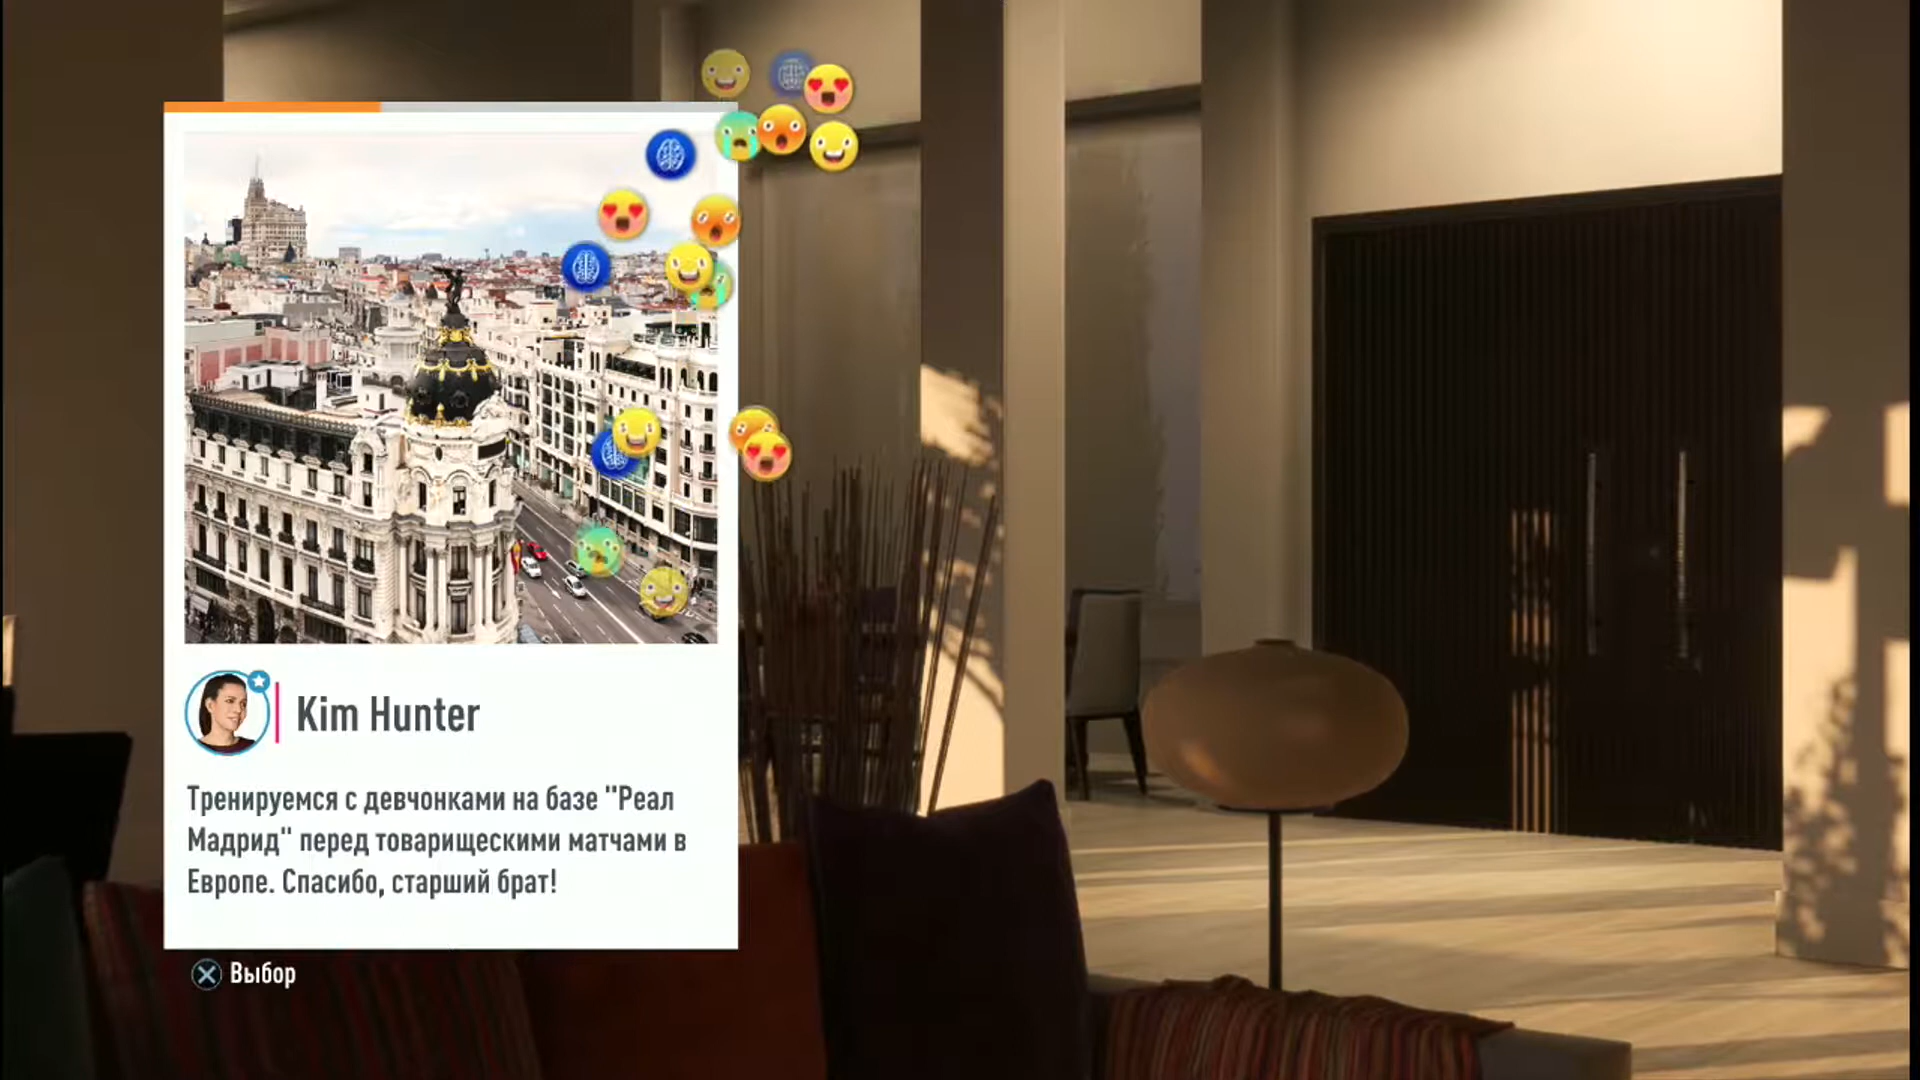 Kim Hunter
Тренируемся с девчонками на базе "Реал
Мадрид" перед товарищескими матчами в
Европе. Спасибо, старший брат!
Выбор